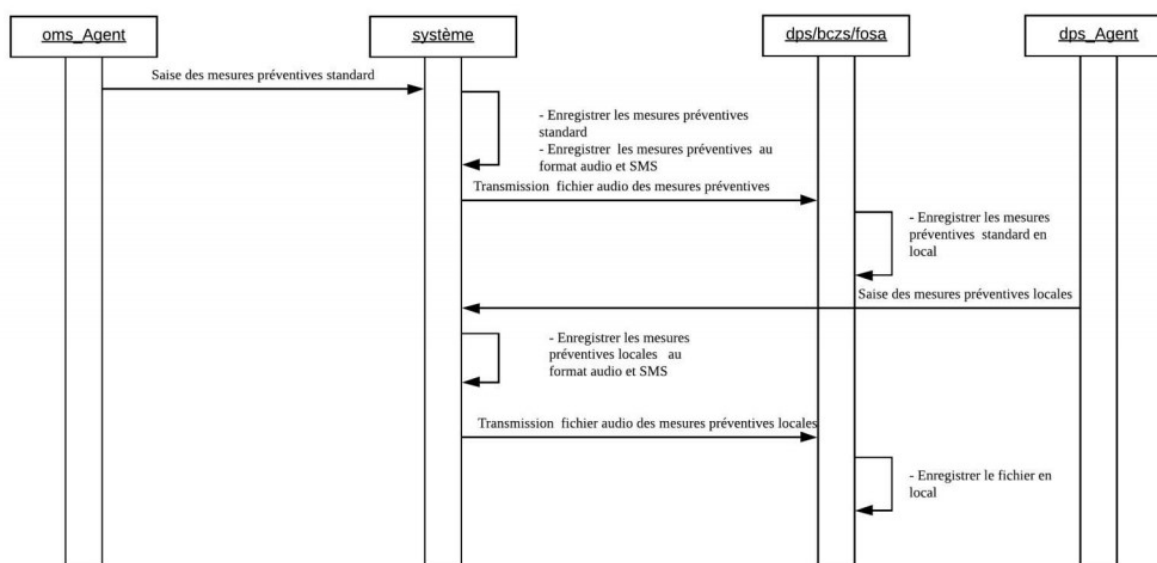 oms_Agent
système
dps/bczs/fosa
dps_Agent
Saise des mesures préventives standard
- Enregistrer les mesures préventives
standard
- Enregistrer les mesures préventives au
format audio et SMS
Transmission fichier audio des mesures préventives
- Enregistrer les mesures
préventives standard en
local
Saise des mesures préventives locales
- Enregistrer les mesures
préventives locales au
format audio et SMS
Transmission fichier audio des mesures préventives locales
- Enregistrer le fichier en
local